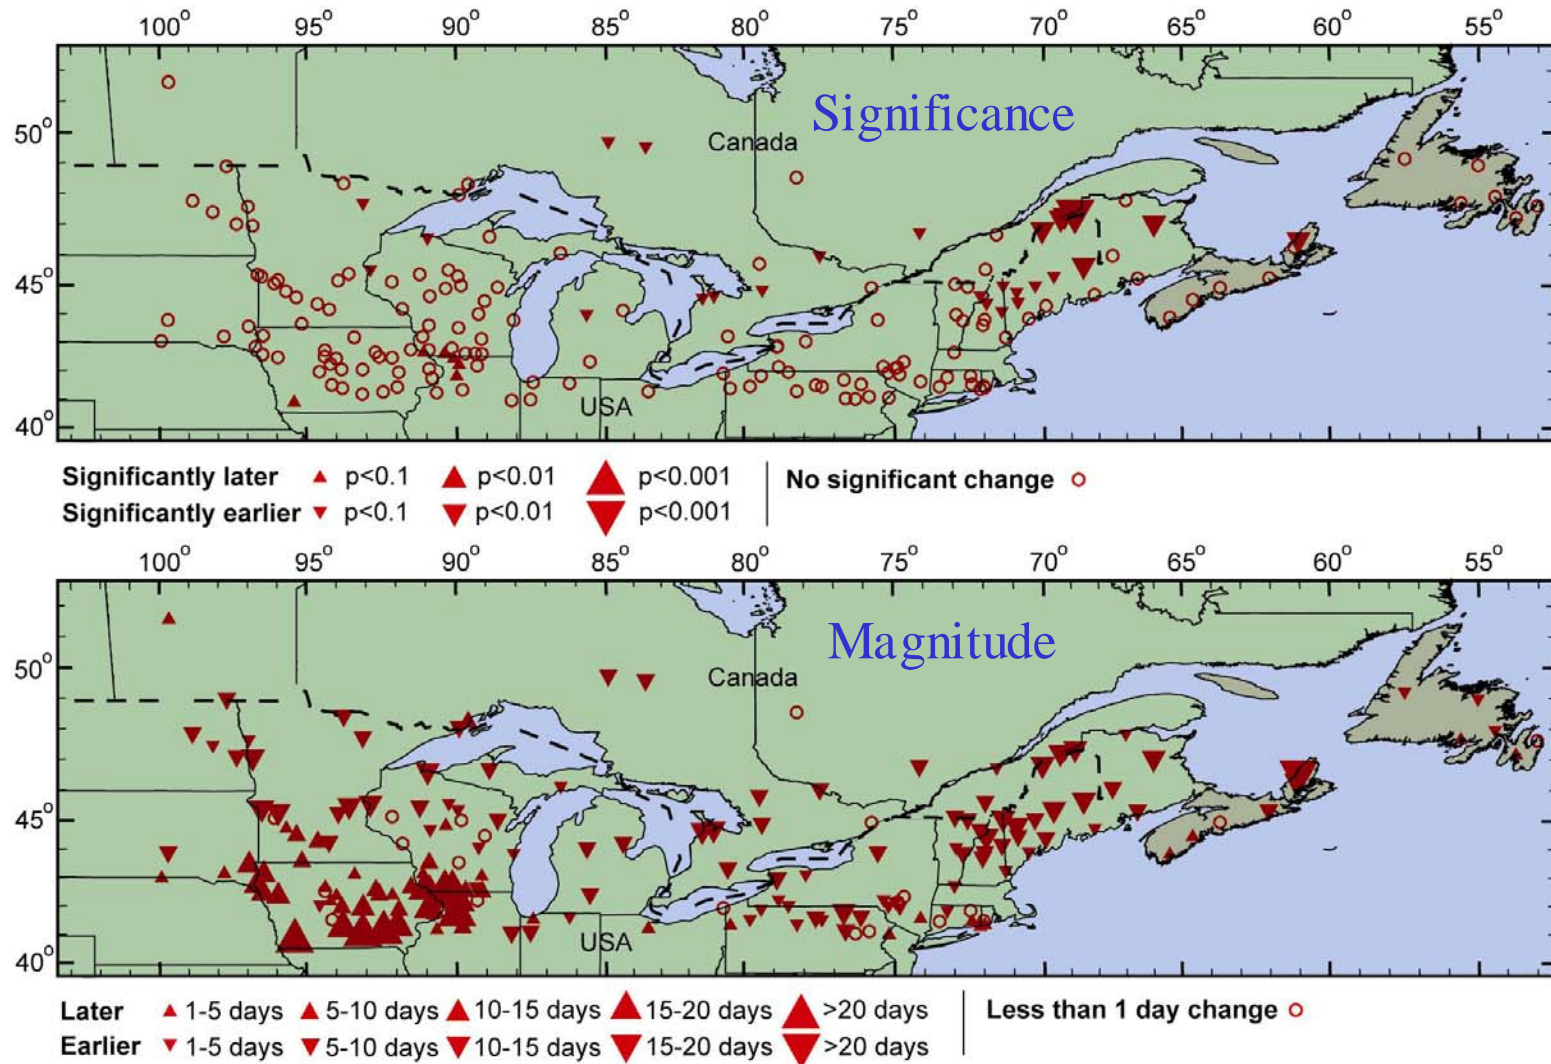 100° 95° 90° 85° 80° 75° 70° 65° 60° 55°
Significance
50°
Canada
45°
USA
40°
Significantly later p<0.1 p<0.01 p<0.001 No significant change
Significantly earlier p<0.1 p<0.01 p<0.001
100° 95° 90° 85° 80° 75° 70° 65° 60° 55°
Magnitude
50°
Canada
45°
USA
40°
Later 1-5 days 5-10 days 10-15 days 15-20 days >20 days Less than 1 day change
Earlier 1-5 days 5-10 days 10-15 days 15-20 days >20 days